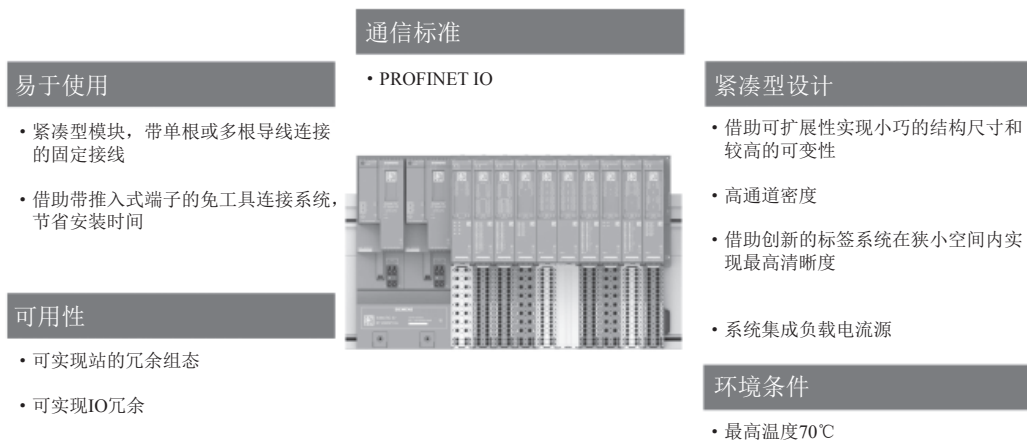 通信标准
• PROFINET IO
易于使用
• 紧凑型模块，带单根或多根导线连接
的固定接线
• 借助带推入式端子的免工具连接系统，
节省安装时间
可用性
• 可实现站的冗余组态
• 可实现IO冗余
紧凑型设计
• 借助可扩展性实现小巧的结构尺寸和
较高的可变性
• 高通道密度
• 借助创新的标签系统在狭小空间内实
现最高清晰度
• 系统集成负载电流源
环境条件
• 最高温度70℃